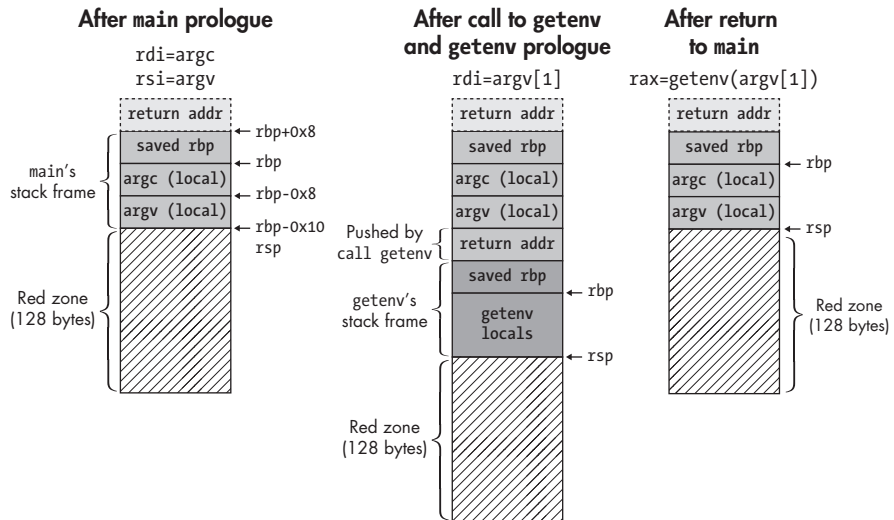 After main prologue
rdi=argc
rsi=argv
return addr
rbp+0x8
saved rbp
rbp
main's
stack frame
argc (local)
rbp-0x8
argv (local)
rbp-0x10
rsp
Red zone
(128 bytes)
After call to getenv
and getenv prologue
rdi=argv[1]
return addr
saved rbp
argc (local)
argv (local)
Pushed by
call getenv
return addr
saved rbp
rbp
getenv's
stack frame
getenv
locals
rsp
Red zone
(128 bytes)
After return
to main
rax=getenv(argv[1])
return addr
saved rbp
rbp
argc (local)
argv (local)
rsp
Red zone
(128 bytes)